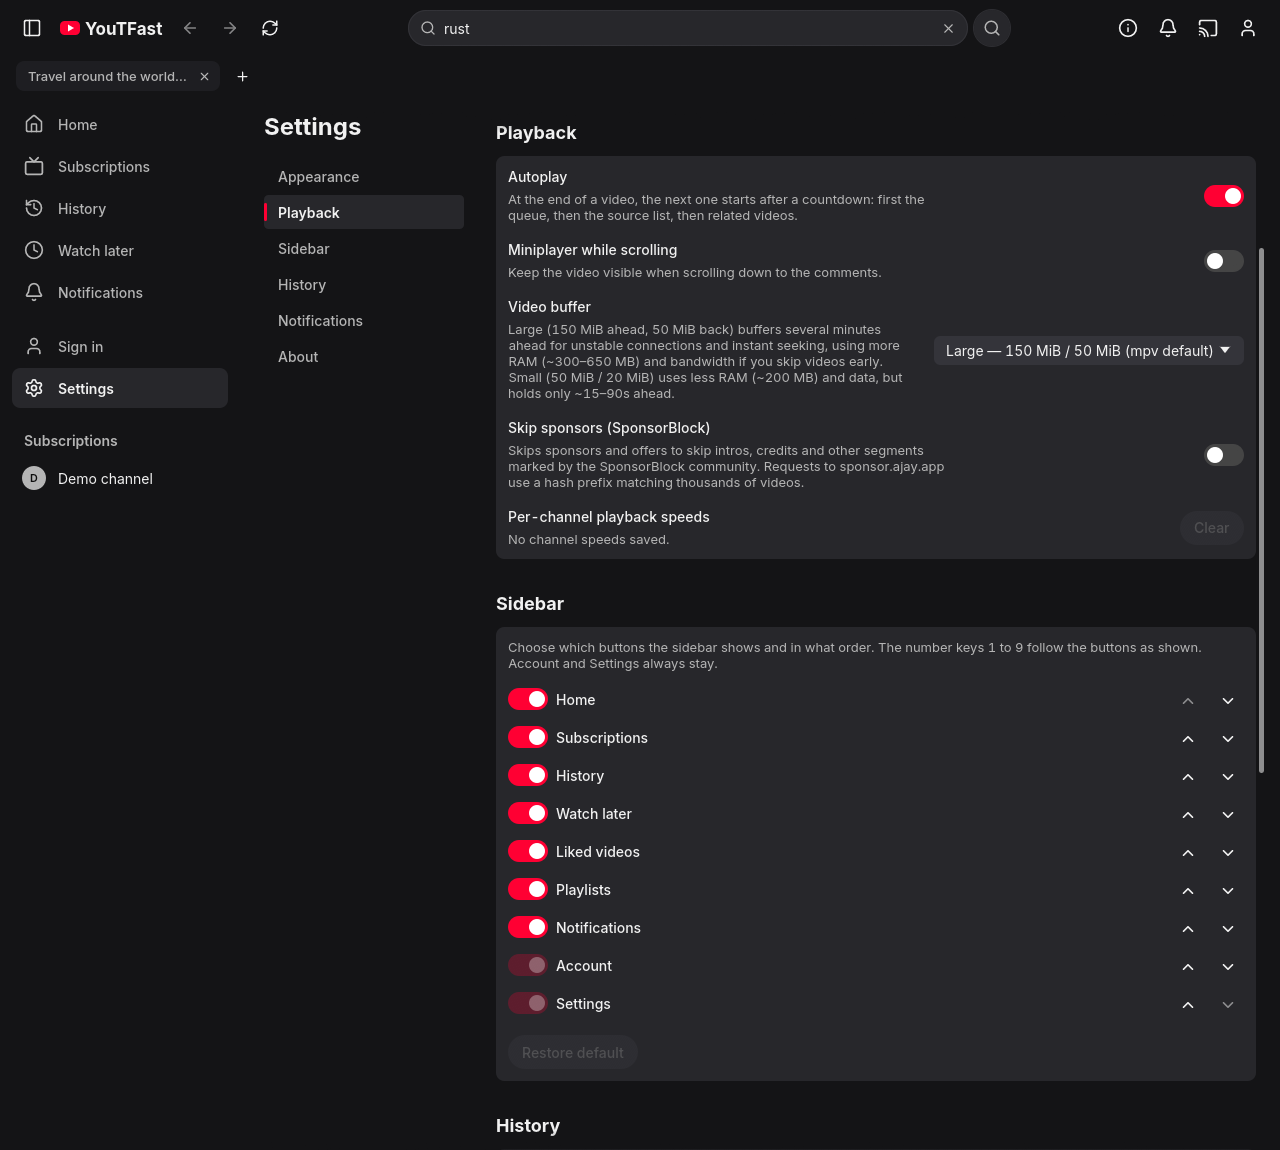 YouTFast
rust
Travel around the world...
Home
Subscriptions
History
Watch later
Notifications
Sign in
Settings
Subscriptions
D
Demo channel
Settings
Appearance
Playback
Sidebar
History
Notifications
About
Playback
Autoplay
At the end of a video, the next one starts after a countdown: first the
queue, then the source list, then related videos.
Miniplayer while scrolling
Keep the video visible when scrolling down to the comments.
Video buffer
Large (150 MiB ahead, 50 MiB back) buffers several minutes
ahead for unstable connections and instant seeking, using more
RAM (~300–650 MB) and bandwidth if you skip videos early.
Small (50 MiB / 20 MiB) uses less RAM (~200 MB) and data, but
holds only ~15–90s ahead.
Large — 150 MiB / 50 MiB (mpv default)
Skip sponsors (SponsorBlock)
Skips sponsors and offers to skip intros, credits and other segments
marked by the SponsorBlock community. Requests to sponsor.ajay.app
use a hash prefix matching thousands of videos.
Per-channel playback speeds
No channel speeds saved.
Clear
Sidebar
Choose which buttons the sidebar shows and in what order. The number keys 1 to 9 follow the buttons as shown.
Account and Settings always stay.
Home
Subscriptions
History
Watch later
Liked videos
Playlists
Notifications
Account
Settings
Restore default
History